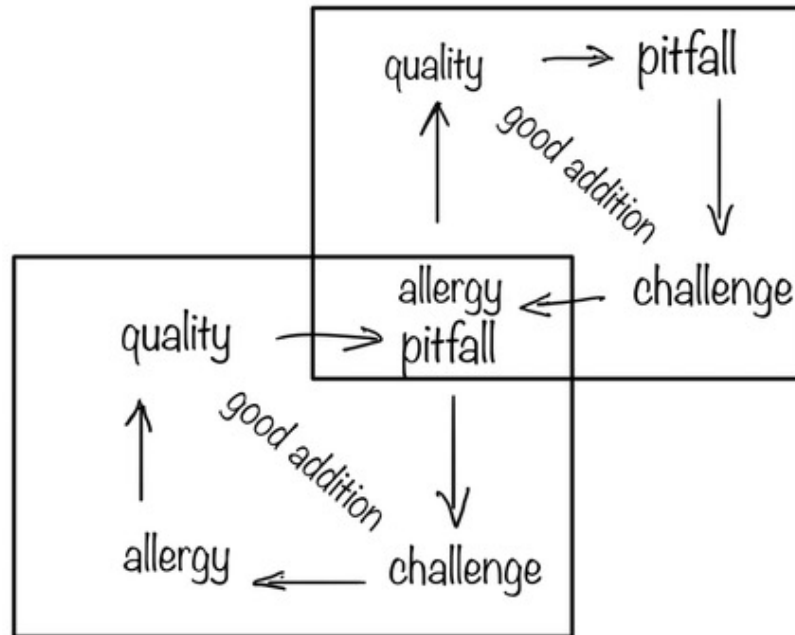 quality
pitfall
good addition
challenge
allergy
quality
pitfall
good addition
allergy
challenge